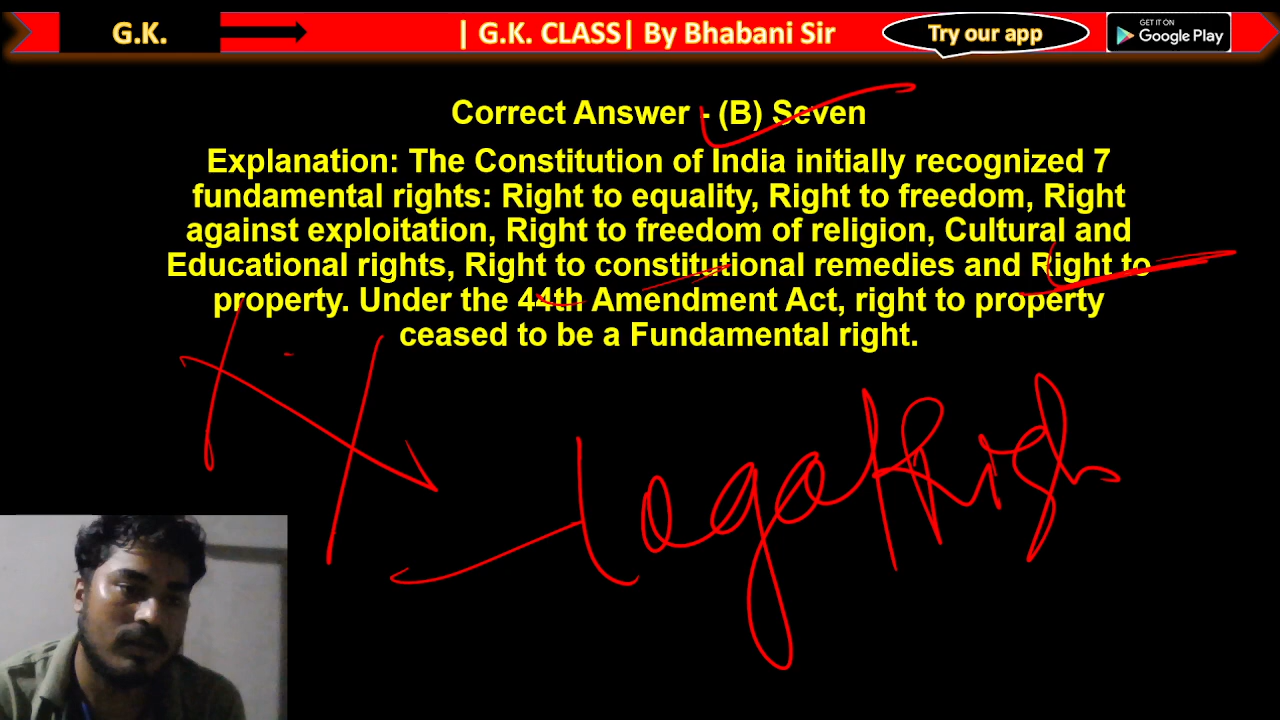 G.K.
| G.K. CLASS| By Bhabani Sir
Try our app
GET IT ON
Google Play
Correct Answer - (B) Seven
Explanation: The Constitution of India initially recognized 7
fundamental rights: Right to equality, Right to freedom, Right
against exploitation, Right to freedom of religion, Cultural and
Educational rights, Right to constitutional remedies and Right to
property. Under the 44th Amendment Act, right to property
ceased to be a Fundamental right.